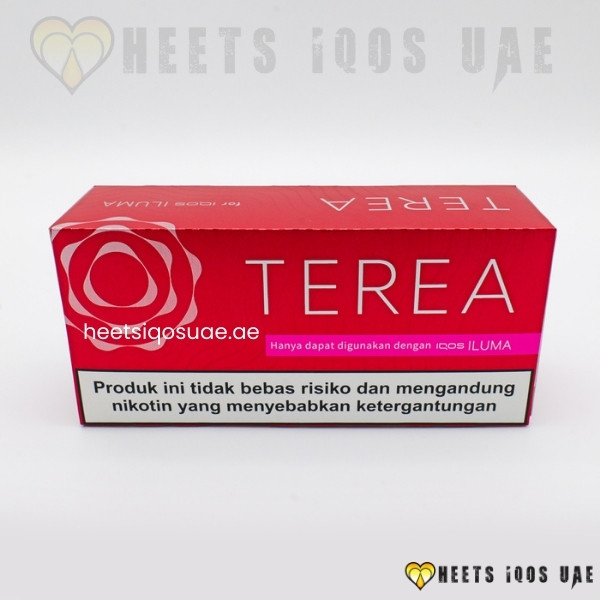 HEETS iQOS UAE
for IQOS ILUMA
TEREA
TEREA
heetsiqosuae.ae
Hanya dapat digunakan dengan IQOS ILUMA
Produk ini tidak bebas risiko dan mengandung
nikotin yang menyebabkan ketergantungan
HEETS iQOS UAE